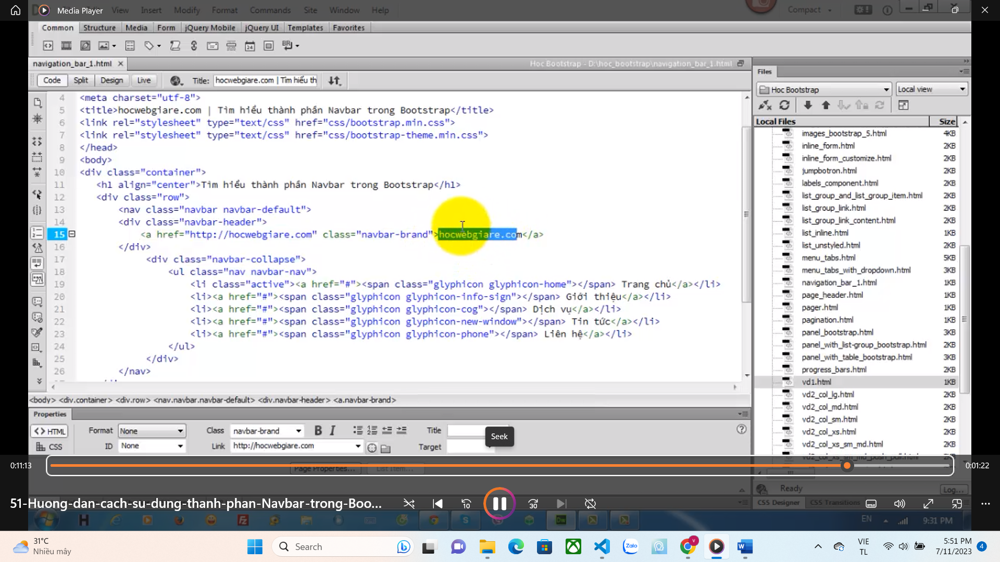 Media Player
View Insert Modify Format Commands Site Window Help
Compact
Common Structure Media Form jQuery Mobile jQuery UI Templates Favorites
navigation_bar_1.html
Hoc Bootstrap - D:\hoc_bootstrap\navigation_bar_1.html
Code Split Design Live Title: hocwebgiare.com | Tìm hiểu th
4 <meta charset="utf-8">
5 <title>hocwebgiare.com | Tìm hiểu thành phần Navbar trong Bootstrap</title>
6 <link rel="stylesheet" type="text/css" href="css/bootstrap.min.css">
7 <link rel="stylesheet" type="text/css" href="css/bootstrap-theme.min.css">
8 </head>
9 <body>
10 <div class="container">
11 <h1 align="center">Tìm hiểu thành phần Navbar trong Bootstrap</h1>
12 <div class="row">
13 <nav class="navbar navbar-default">
14 <div class="navbar-header">
15 <a href="http://hocwebgiare.com" class="navbar-brand">hocwebgiare.com</a>
16 </div>
17 <div class="navbar-collapse">
18 <ul class="nav navbar-nav">
19 <li class="active"><a href="#"><span class="glyphicon glyphicon-home"></span> Trang chủ</a></li>
20 <li><a href="#"><span class="glyphicon glyphicon-info-sign"></span> Giới thiệu</a></li>
21 <li><a href="#"><span class="glyphicon glyphicon-cog"></span> Dịch vụ</a></li>
22 <li><a href="#"><span class="glyphicon glyphicon-new-window"></span> Tin tức</a></li>
23 <li><a href="#"><span class="glyphicon glyphicon-phone"></span> Liên hệ</a></li>
24 </ul>
25 </div>
26 </nav>
<body> <div.container> <div.row> <nav.navbar.navbar-default> <div.navbar-header> <a.navbar-brand>
Properties
HTML Format None Class navbar-brand B I Title
CSS ID None Link http://hocwebgiare.com Target
Page Properties... List Item...
Seek
Files
Hoc Bootstrap Local view
Local Files Size
images_bootstrap_5.html 4KB
inline_form.html 2KB
inline_form_customize.html 2KB
jumpbotron.html 2KB
labels_component.html 2KB
list_group_and_list_group_item.html 2KB
list_group_link.html 2KB
list_group_link_content.html 2KB
list_inline.html 1KB
list_unstyled.html 2KB
menu_tabs.html 5KB
menu_tabs_with_dropdown.html 3KB
navigation_bar_1.html 1KB
page_header.html 1KB
pager.html 1KB
pagination.html 1KB
panel_bootstrap.html 3KB
panel_with_list-group_bootstrap.html 2KB
panel_with_table_bootstrap.html 3KB
progress_bars.html 2KB
vd1.html 1KB
vd2_col_lg.html 2KB
vd2_col_md.html 2KB
vd2_col_sm.html 2KB
vd2_col_xs.html 2KB
vd2_col_xs_sm_md.html 2KB
vd2_col_xs_sm_md_push_pull.html
Ready Log...
CSS Designer CSS Transitions
0:11:13 0:01:22
51-Huong-dan-cach-su-dung-thanh-phan-Navbar-trong-Boo... 10 30
EN 9:31 PM
31°C
Nhiều mây
Search
Zalo
VIE
TL
5:51 PM
7/11/2023
4